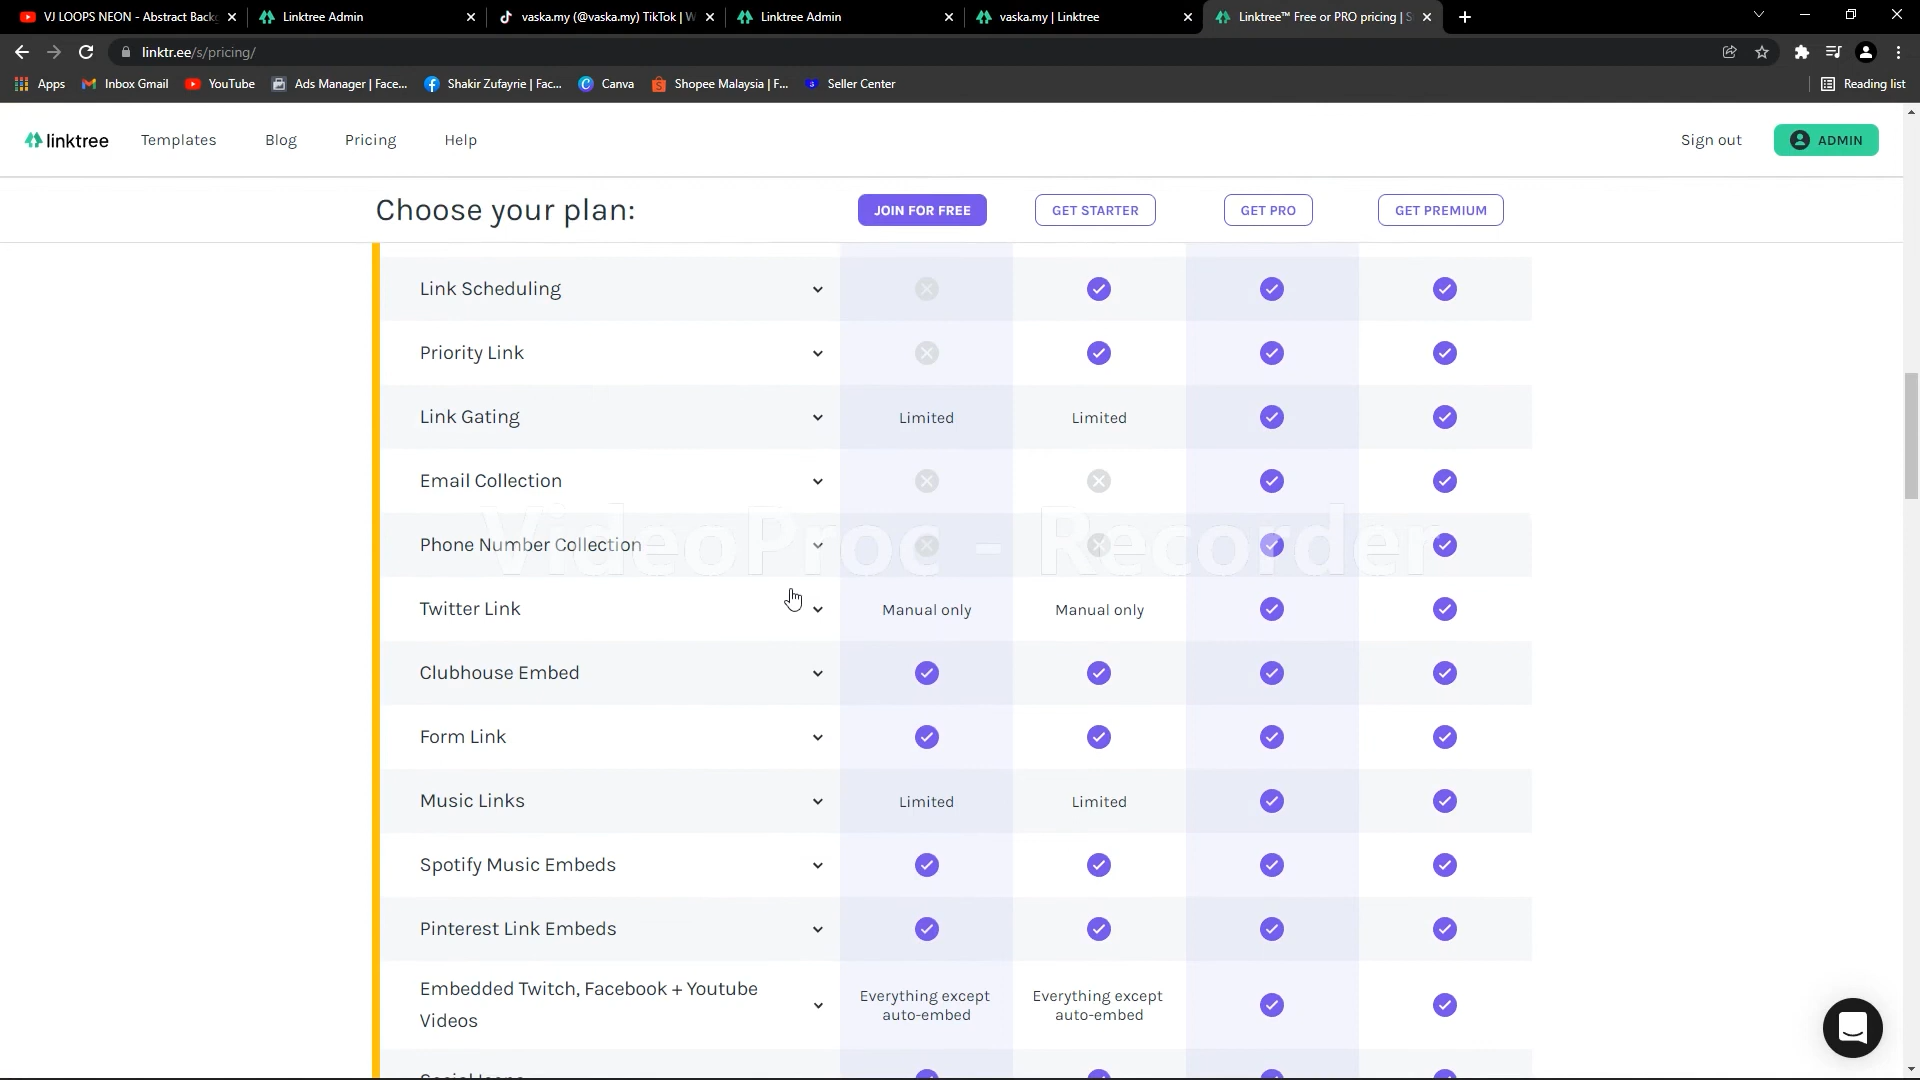 VJ LOOPS NEON - Abstract Backg
Linktree Admin
vaska.my (@vaska.my) TikTok | W
Linktree Admin
vaska.my | Linktree
Linktree™ Free or PRO pricing | S
linktr.ee/s/pricing/
Apps
Inbox Gmail
YouTube
Ads Manager | Face...
Shakir Zufayrie | Fac...
Canva
Shopee Malaysia | F...
Seller Center
Reading list
linktree
Templates
Blog
Pricing
Help
Sign out
ADMIN
Choose your plan:
JOIN FOR FREE
GET STARTER
GET PRO
GET PREMIUM
Link Scheduling
Priority Link
Link Gating
Limited
Limited
Email Collection
VideoProc - Recorder
Phone Number Collection
Twitter Link
Manual only
Manual only
Clubhouse Embed
Form Link
Music Links
Limited
Limited
Spotify Music Embeds
Pinterest Link Embeds
Embedded Twitch, Facebook + Youtube
Videos
Everything except
auto-embed
Everything except
auto-embed